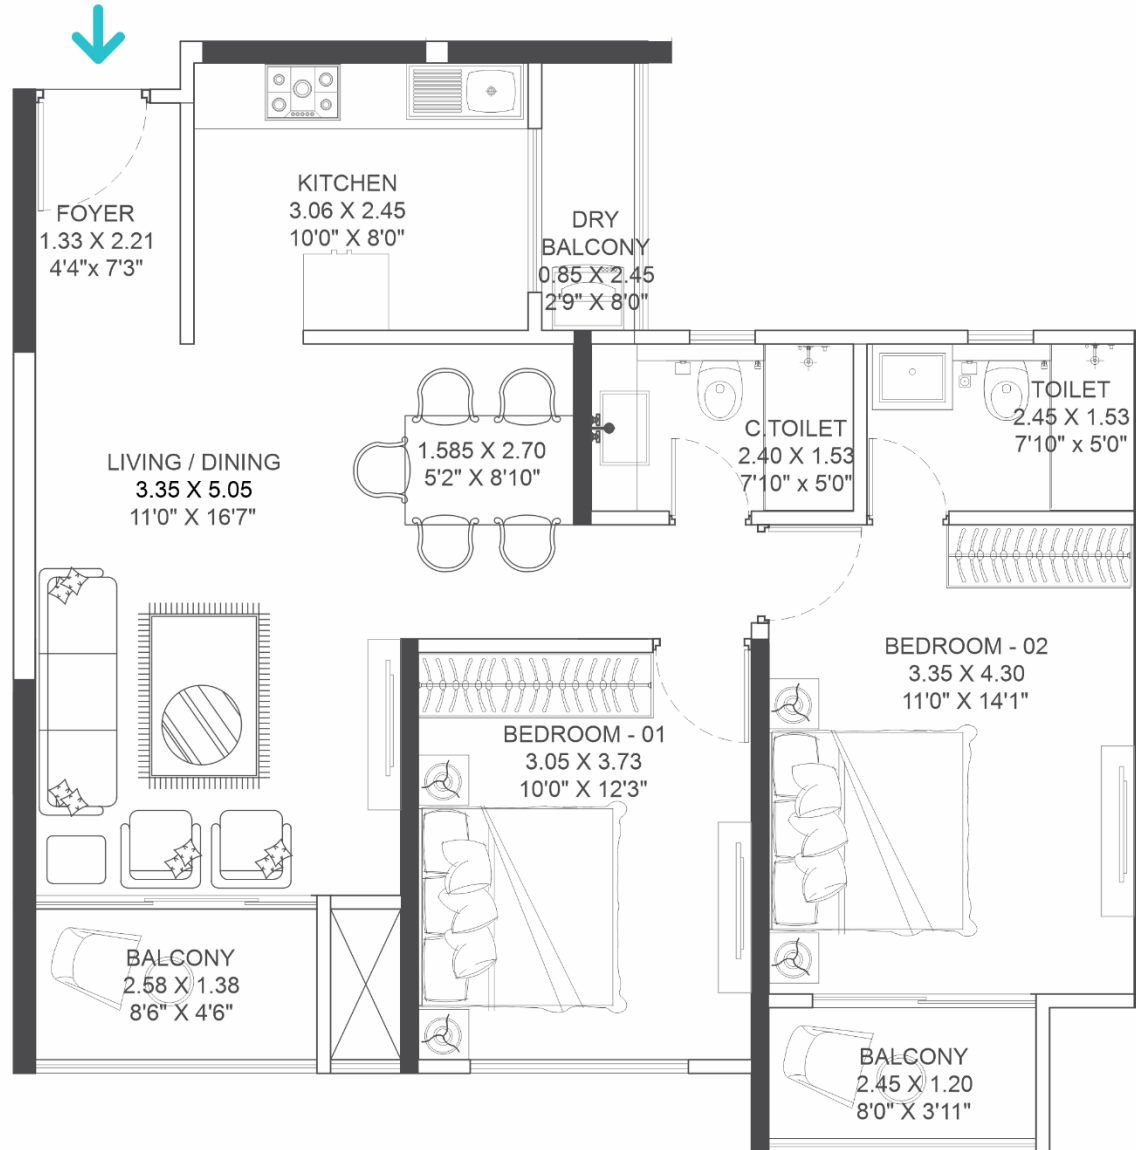 KITCHEN
3.06 X 2.45
10'0" X 8'0"
FOYER
1.33 X 2.21
4'4"x 7'3"
DRY
BALCONY
0.85 X 2.45
2'9" X 8'0"
LIVING / DINING
3.35 X 5.05
11'0" X 16'7"
1.585 X 2.70
5'2" X 8'10"
C.TOILET
2.40 X 1.53
7'10" x 5'0"
TOILET
2.45 X 1.53
7'10" x 5'0"
BEDROOM - 02
3.35 X 4.30
11'0" X 14'1"
BEDROOM - 01
3.05 X 3.73
10'0" X 12'3"
BALCONY
2.58 X 1.38
8'6" X 4'6"
BALCONY
2.45 X 1.20
8'0" X 3'11"